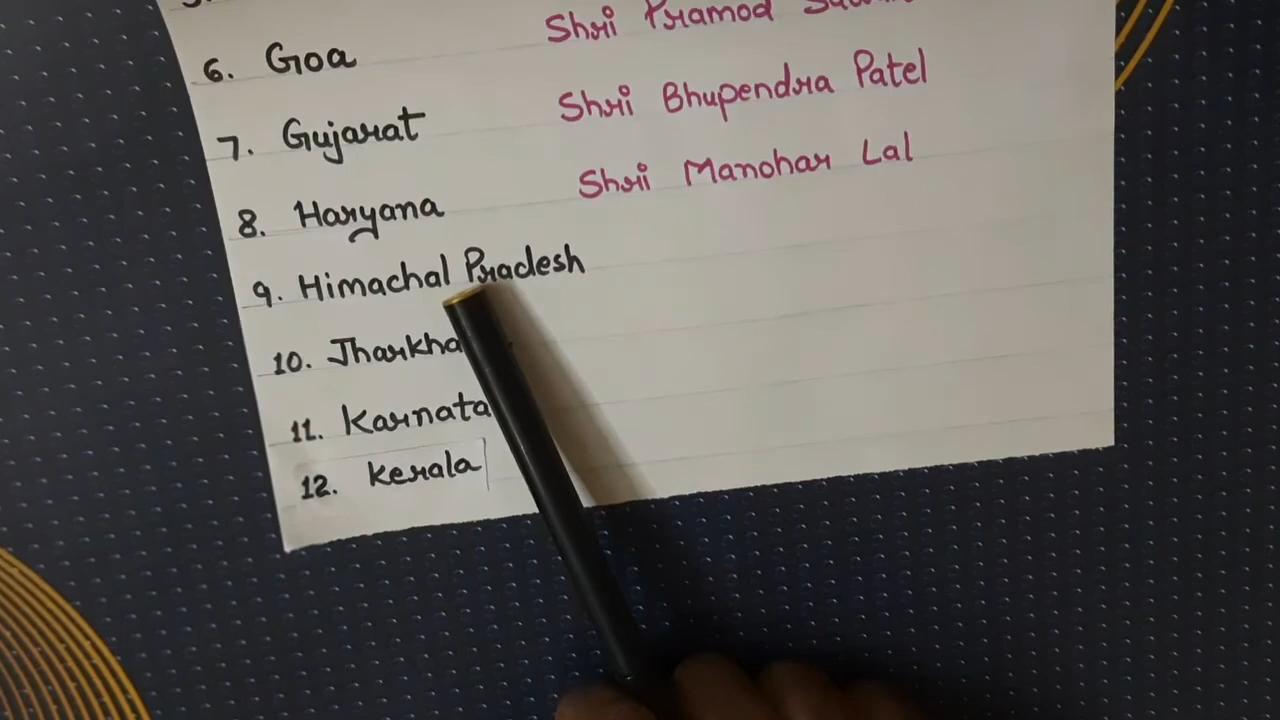 6. Goa Shri Pramod
7. Gujarat Shri Bhupendra Patel
8. Haryana Shri Manohar Lal
9. Himachal Pradesh
10. Jharkha
11. Karnata
12. Kerala